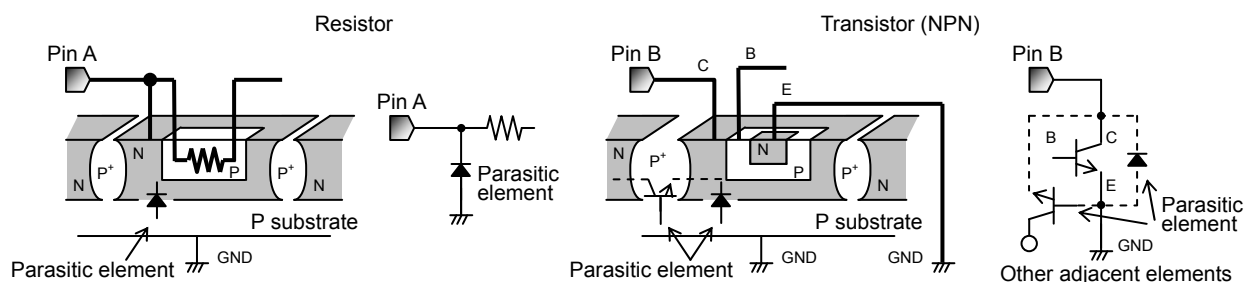 Resistor
Pin A
N
N
P+
P
P+
N
Parasitic element
P substrate
GND
Pin A
Parasitic
element
Transistor (NPN)
Pin B
C
B
E
N
P+
N
P
P+
N
P substrate
Parasitic element
GND
GND
Pin B
B
C
E
Parasitic
element
GND
Other adjacent elements